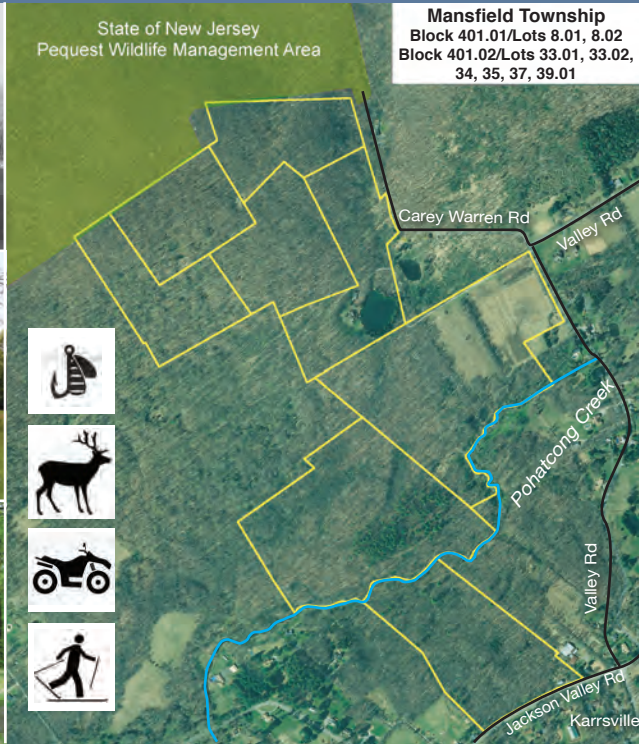 State of New Jersey
Pequest Wildlife Management Area
Mansfield Township
Block 401.01/Lots 8.01, 8.02
Block 401.02/Lots 33.01, 33.02,
34, 35, 37, 39.01
Carey Warren Rd
Valley Rd
Pohatcong Creek
Valley Rd
Jackson Valley Rd
Karrsville